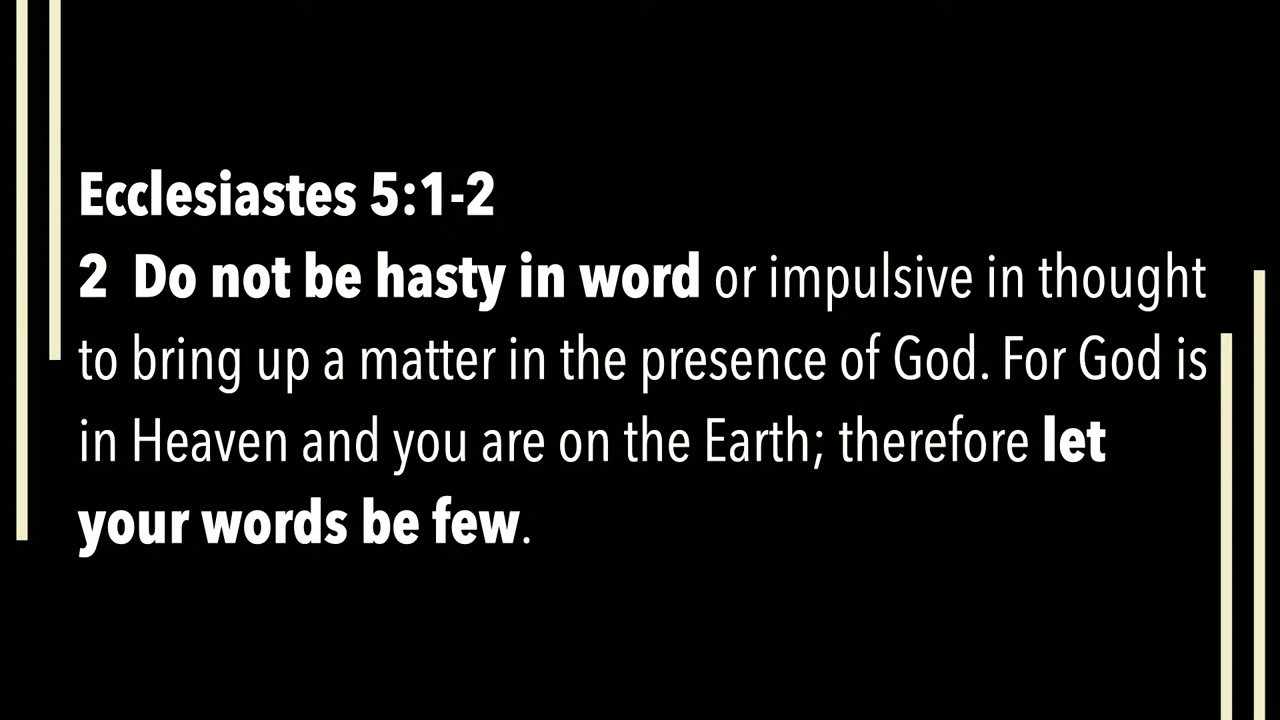 Ecclesiastes 5:1-2
2  Do not be hasty in word or impulsive in thought
to bring up a matter in the presence of God. For God is
in Heaven and you are on the Earth; therefore let
your words be few.